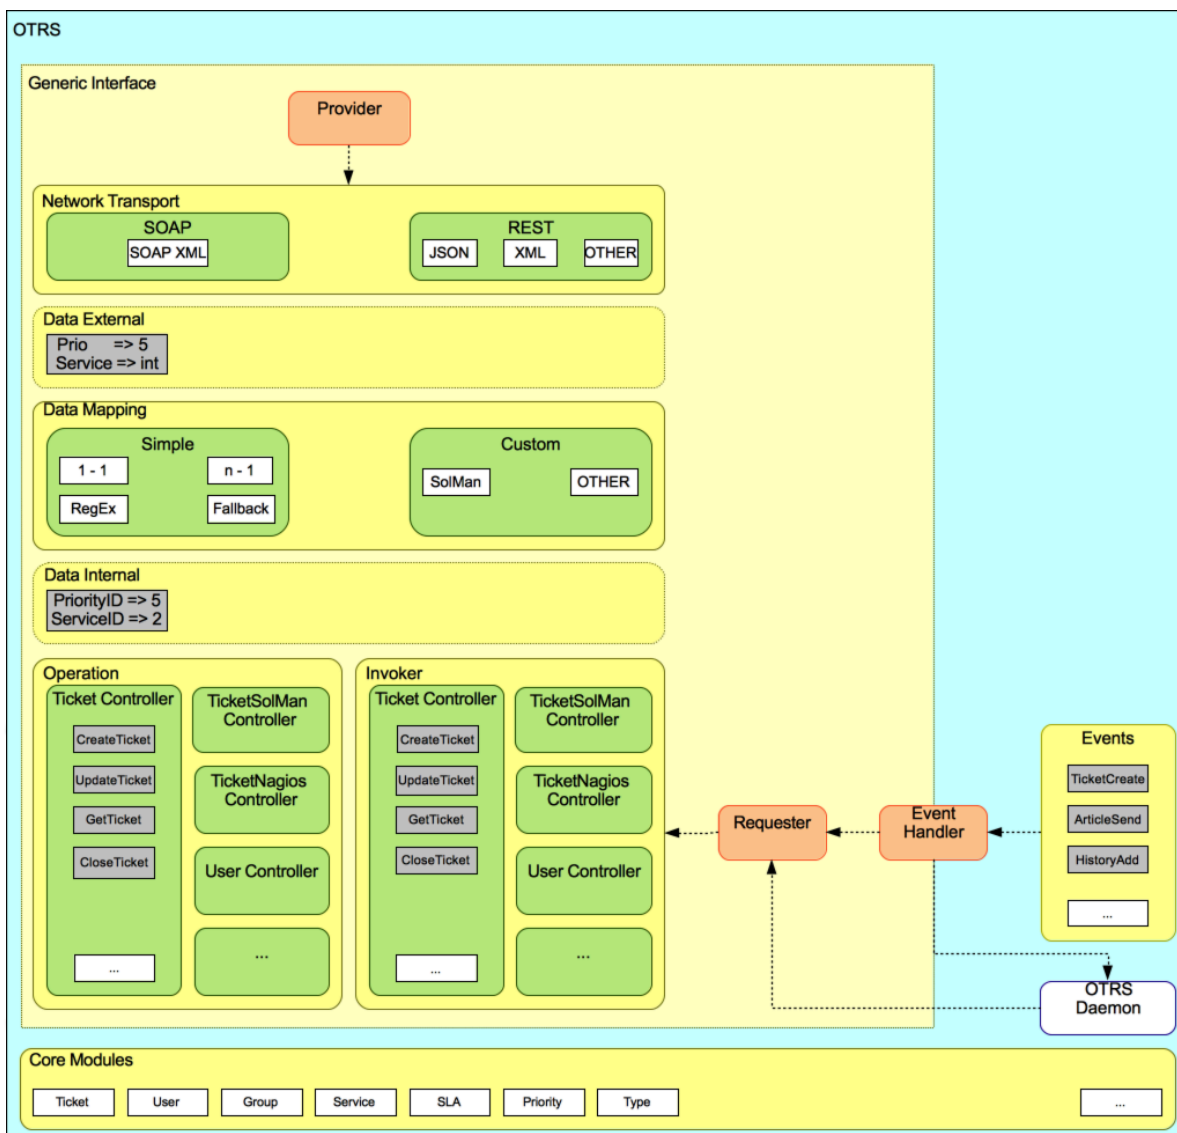 OTRS
Generic Interface
Provider
Network Transport
SOAP
SOAP XML
REST
JSON
XML
OTHER
Data External
Prio => 5
Service => int
Data Mapping
Simple
1 - 1
n - 1
RegEx
Fallback
Custom
SolMan
OTHER
Data Internal
PriorityID => 5
ServiceID => 2
Operation
Ticket Controller
CreateTicket
UpdateTicket
GetTicket
CloseTicket
...
TicketSolMan
Controller
TicketNagios
Controller
User Controller
...
Invoker
Ticket Controller
CreateTicket
UpdateTicket
GetTicket
CloseTicket
...
TicketSolMan
Controller
TicketNagios
Controller
User Controller
...
Requester
Event
Handler
Events
TicketCreate
ArticleSend
HistoryAdd
...
OTRS
Daemon
Core Modules
Ticket
User
Group
Service
SLA
Priority
Type
...